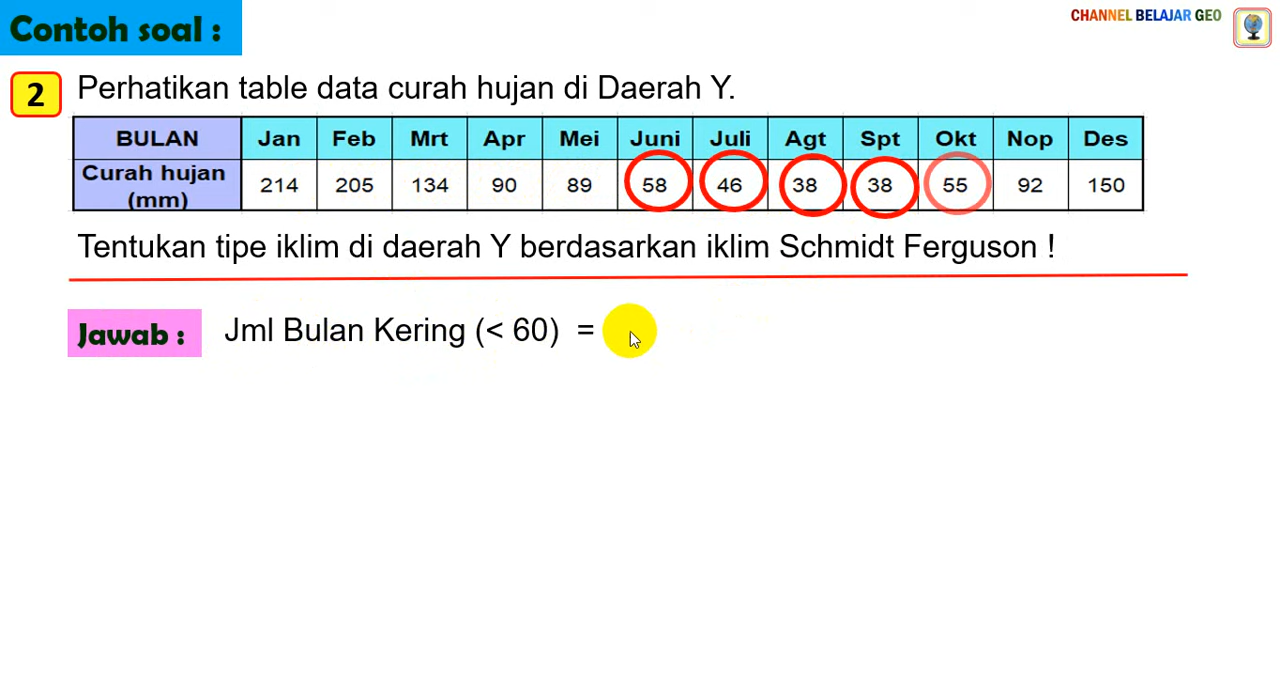 Contoh soal :
CHANNEL BELAJAR GEO
2 Perhatikan table data curah hujan di Daerah Y.
BULAN Jan Feb Mrt Apr Mei Juni Juli Agt Spt Okt Nop Des
Curah hujan (mm) 214 205 134 90 89 58 46 38 38 55 92 150
Tentukan tipe iklim di daerah Y berdasarkan iklim Schmidt Ferguson !
Jawab : Jml Bulan Kering (< 60) =